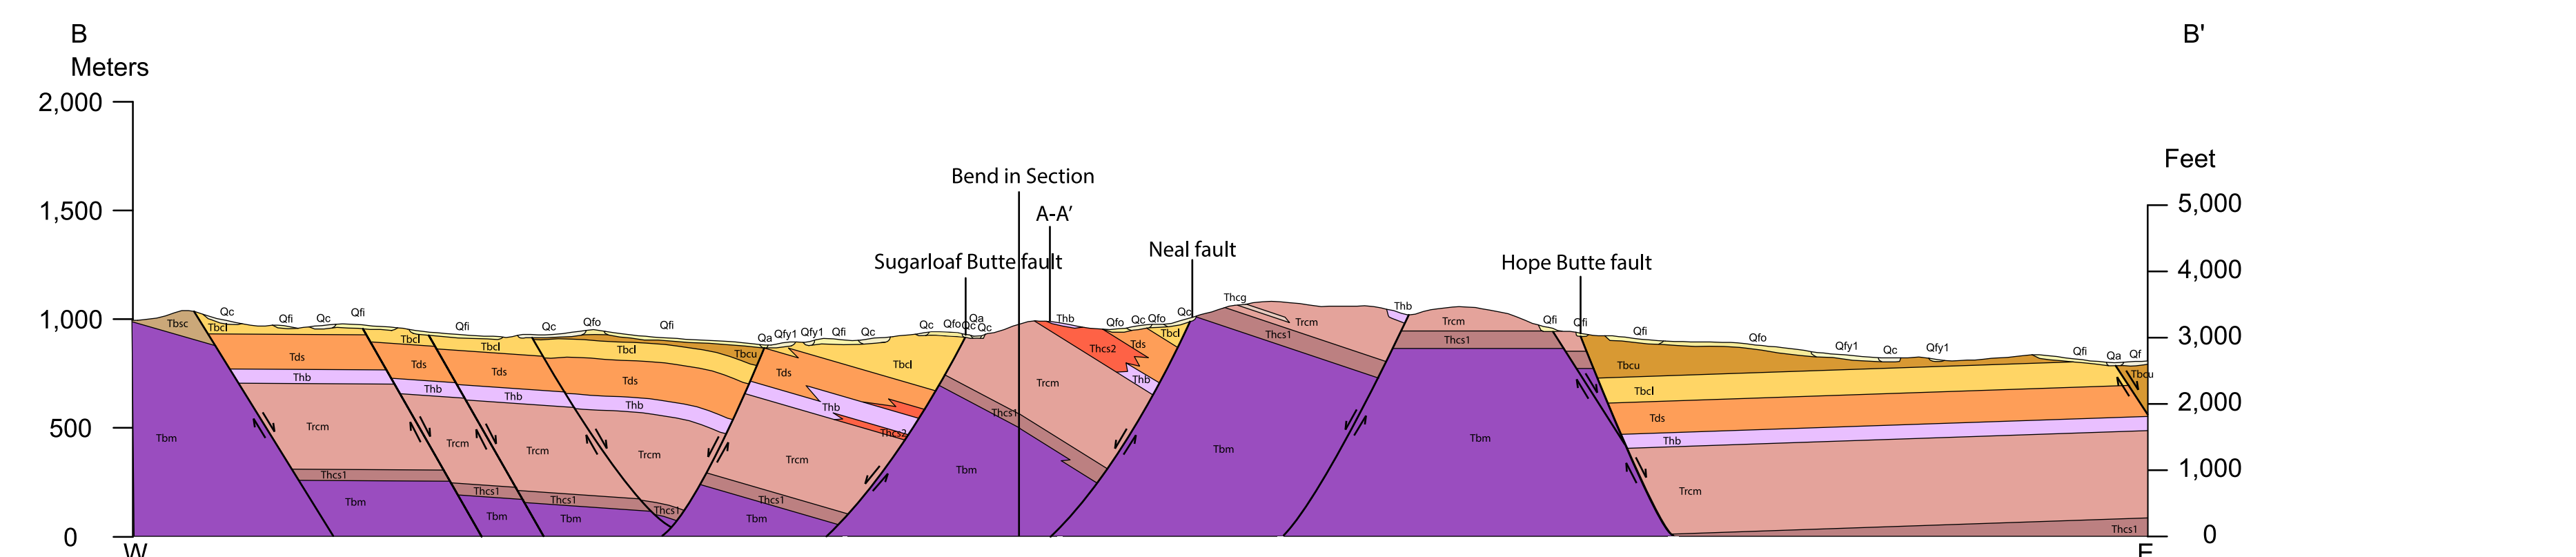 B
B'
Meters
2,000
1,500
1,000
500
0
W
Feet
5,000
4,000
3,000
2,000
1,000
0
E
Bend in Section
A-A’
Sugarloaf Butte fault
Neal fault
Hope Butte fault
Qc Qfi Qc Qfi Qfi Qc Qfo Qfi Qa Qfy1 Qfy1 Qfi Qc Qc Qfo Qc Qa Qc Thb Qfo Qc Qfo Qc Thcg Thb Qfi Qfi Qfi Qfo Qfy1 Qc Qfy1 Qfi Qa Qf
Tbsc Tbcl Tbcl Tbcl Tbcl Tbcu Tbcl Tbcl Trcm Trcm Tbcu Tbcu
Tds Tds Tds Tds Tds Thcs2 Tds Thcs1 Thcs1 Tbcl
Thb Thb Thb Thb Thb Thb Tds
Trcm Trcm Trcm Trcm Trcm Thcs2 Thcs1 Trcm Thb
Tbm Tbm Tbm Tbm Trcm
Thcs1 Thcs1 Thcs1 Thcs1 Thcs1 Thcs1
Tbm Tbm Tbm Tbm